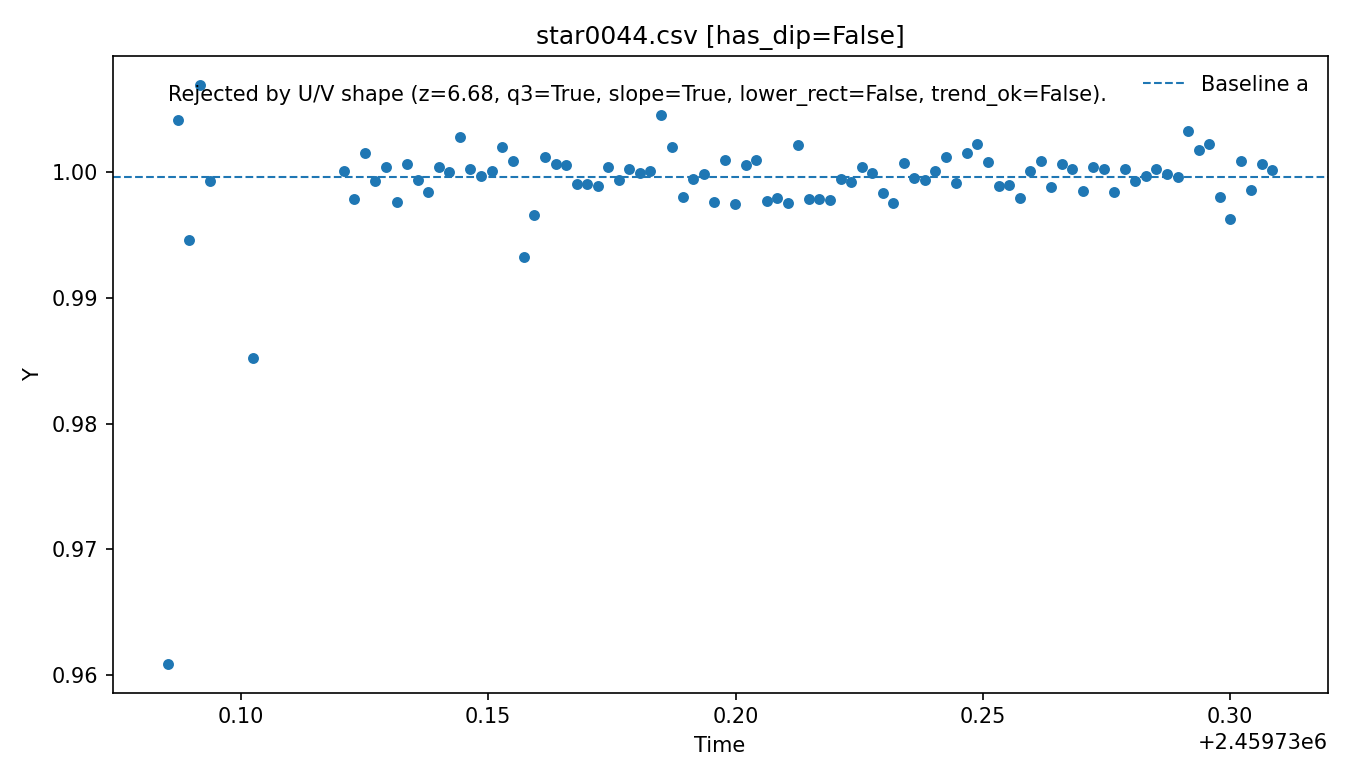 star0044.csv [has_dip=False]
Rejected by U/V shape (z=6.68, q3=True, slope=True, lower_rect=False, trend_ok=False).
Baseline a
1.00
0.99
0.98
0.97
0.96
Y
0.10 0.15 0.20 0.25 0.30
Time
+2.45973e6